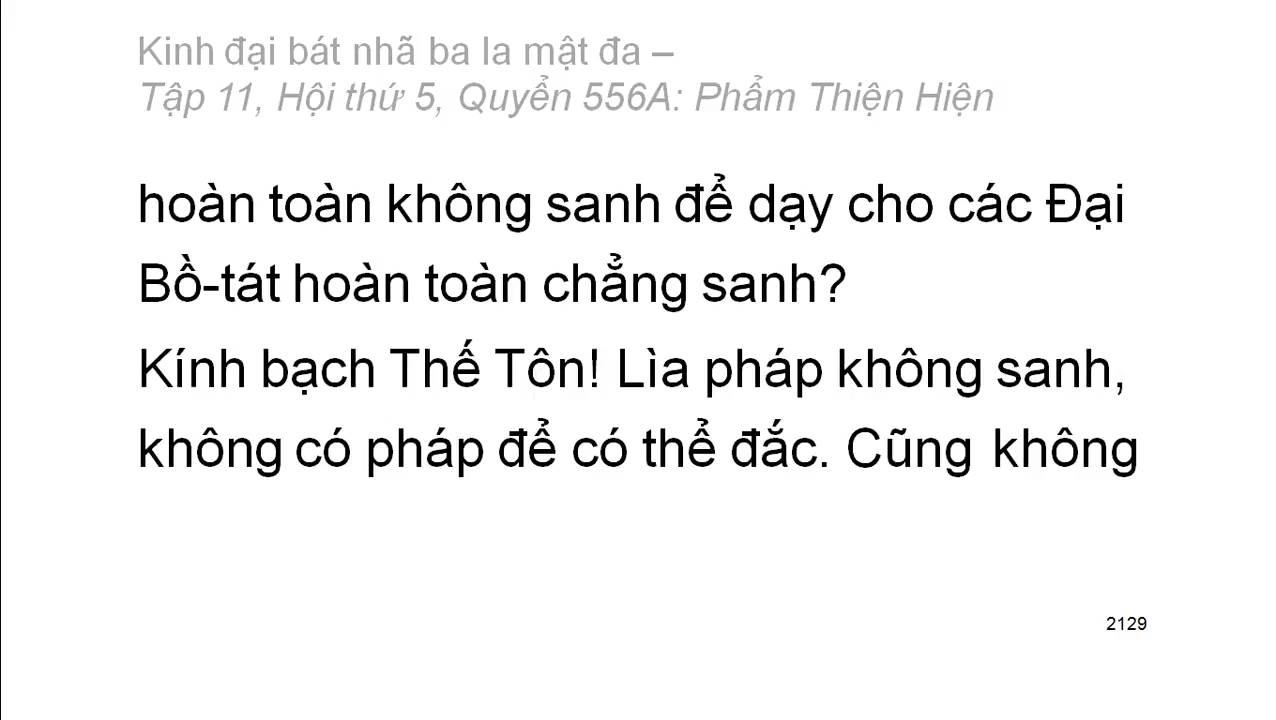 Kinh đại bát nhã ba la mật đa –
Tập 11, Hội thứ 5, Quyển 556A: Phẩm Thiện Hiện
hoàn toàn không sanh để dạy cho các Đại
Bồ-tát hoàn toàn chẳng sanh?
Kính bạch Thế Tôn! Lìa pháp không sanh,
không có pháp để có thể đắc. Cũng không
2129